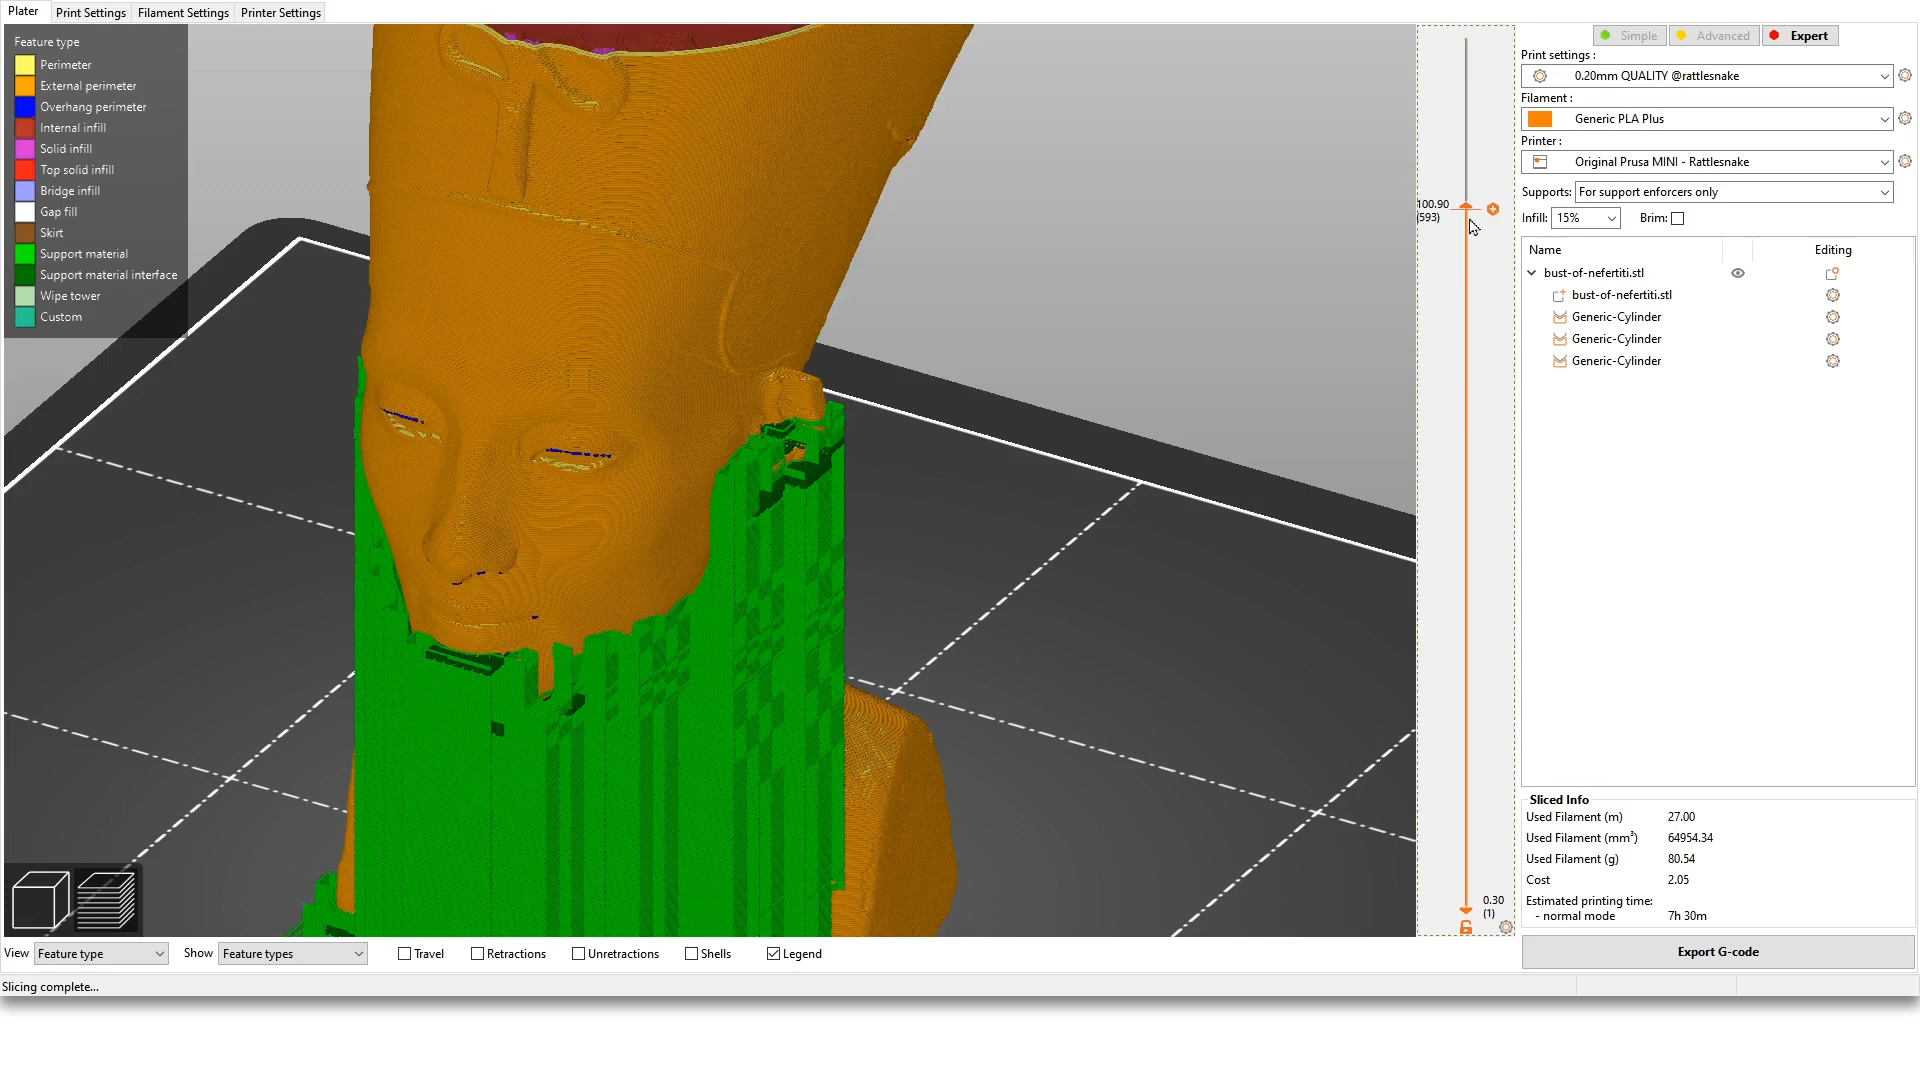 Plater
Print Settings
Filament Settings
Printer Settings
Feature type
Perimeter
External perimeter
Overhang perimeter
Internal infill
Solid infill
Top solid infill
Bridge infill
Gap fill
Skirt
Support material
Support material interface
Wipe tower
Custom
100.90
(593)
0.30
(1)
Simple
Advanced
Expert
Print settings :
0.20mm QUALITY @rattlesnake
Filament :
Generic PLA Plus
Printer :
Original Prusa MINI - Rattlesnake
Supports: For support enforcers only
Infill: 15% Brim:
Name Editing
bust-of-nefertiti.stl
bust-of-nefertiti.stl
Generic-Cylinder
Generic-Cylinder
Generic-Cylinder
Sliced Info
Used Filament (m) 27.00
Used Filament (mm³) 64954.34
Used Filament (g) 80.54
Cost 2.05
Estimated printing time:
- normal mode 7h 30m
Export G-code
View Feature type Show Feature types Travel Retractions Unretractions Shells Legend
Slicing complete...